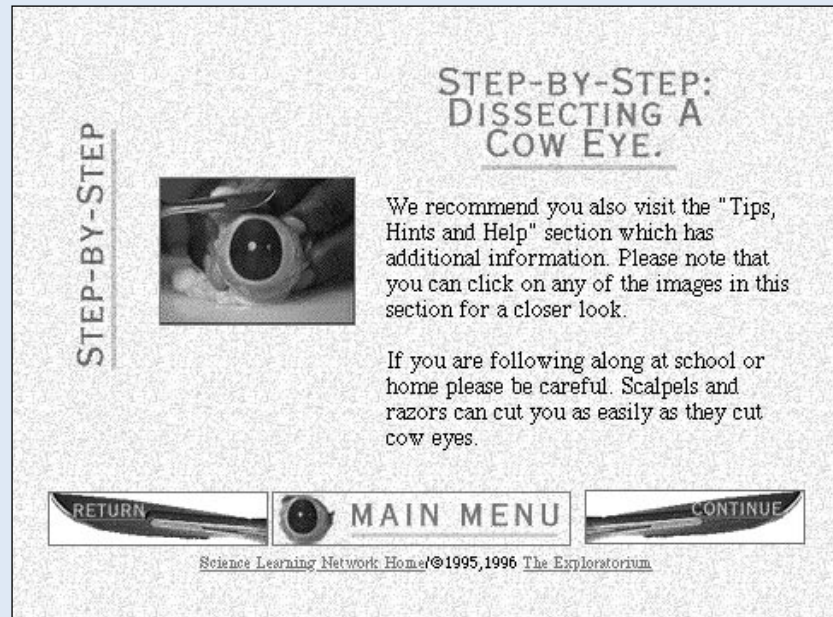 STEP-BY-STEP
STEP-BY-STEP:
DISSECTING A
COW EYE.
We recommend you also visit the "Tips,
Hints and Help" section which has
additional information. Please note that
you can click on any of the images in this
section for a closer look.
If you are following along at school or
home please be careful. Scalpels and
razors can cut you as easily as they cut
cow eyes.
RETURN
MAIN MENU
CONTINUE
Science Learning Network Home/©1995,1996 The Exploratorium